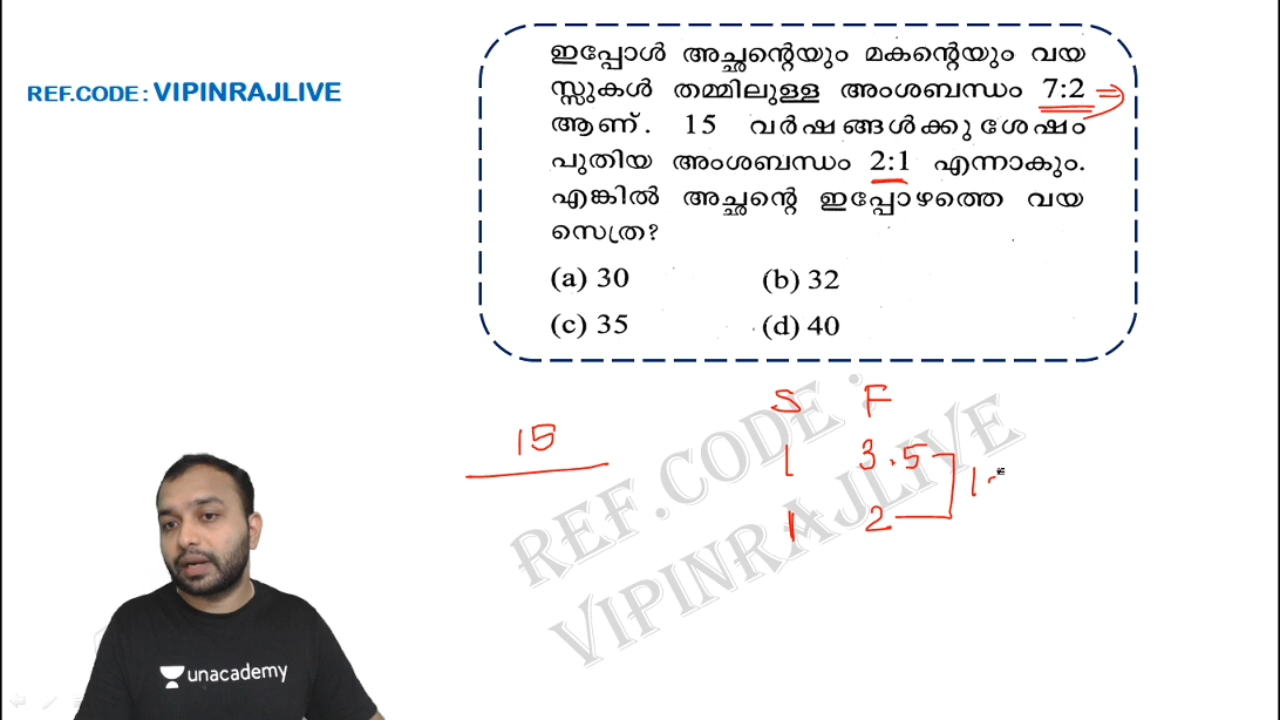 REF.CODE : VIPINRAJLIVE
ഇപ്പോൾ അച്ഛന്റെയും മകന്റെയും വയ
സ്സുകൾ തമ്മിലുള്ള അംശബന്ധം 7:2
ആണ്. 15 വർഷങ്ങൾക്കുശേഷം
പുതിയ അംശബന്ധം 2:1 എന്നാകും.
എങ്കിൽ അച്ഛന്റെ ഇപ്പോഴത്തെ വയ
സെത്ര?
(a) 30 (b) 32
(c) 35 (d) 40
S F
15
1 3.5
1 2
1.
REF.CODE :
VIPINRAJLIVE
unacademy